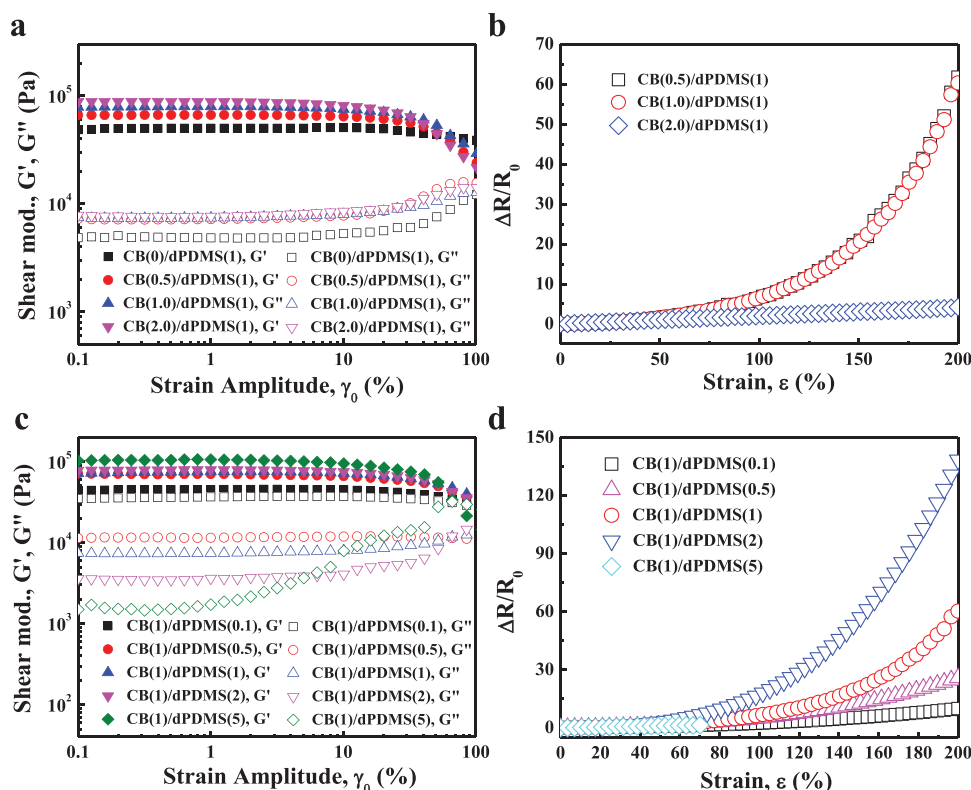 a
Shear mod., G', G'' (Pa)
10^5
10^4
10^3
CB(0)/dPDMS(1), G'
CB(0.5)/dPDMS(1), G'
CB(1.0)/dPDMS(1), G''
CB(2.0)/dPDMS(1), G'
CB(0)/dPDMS(1), G''
CB(0.5)/dPDMS(1), G''
CB(1.0)/dPDMS(1), G''
CB(2.0)/dPDMS(1), G''
0.1 1 10 100
Strain Amplitude, γ_0 (%)
b
ΔR/R_0
70
60
50
40
30
20
10
0
CB(0.5)/dPDMS(1)
CB(1.0)/dPDMS(1)
CB(2.0)/dPDMS(1)
0 50 100 150 200
Strain, ε (%)
c
Shear mod., G', G'' (Pa)
10^5
10^4
10^3
10^2
CB(1)/dPDMS(0.1), G'
CB(1)/dPDMS(0.5), G'
CB(1)/dPDMS(1), G'
CB(1)/dPDMS(2), G'
CB(1)/dPDMS(5), G'
CB(1)/dPDMS(0.1), G''
CB(1)/dPDMS(0.5), G''
CB(1)/dPDMS(1), G''
CB(1)/dPDMS(2), G''
CB(1)/dPDMS(5), G''
0.1 1 10 100
Strain Amplitude, γ_0 (%)
d
ΔR/R_0
150
120
90
60
30
0
CB(1)/dPDMS(0.1)
CB(1)/dPDMS(0.5)
CB(1)/dPDMS(1)
CB(1)/dPDMS(2)
CB(1)/dPDMS(5)
0 20 40 60 80 100 120 140 160 180 200
Strain, ε (%)